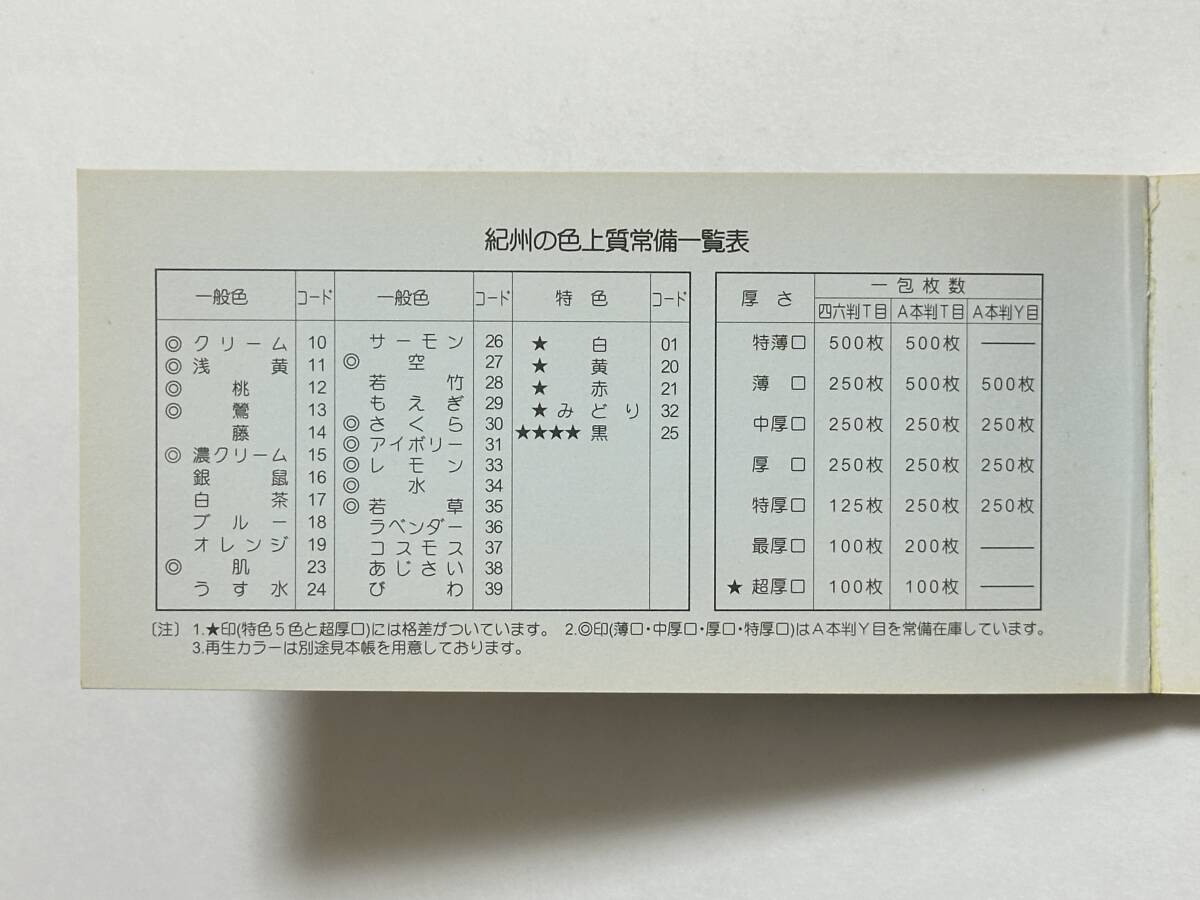 紀州の色上質常備一覧表
一般色 コード 一般色 コード 特色 コード
◎クリーム 10 サーモン 26 ★ 白 01
◎浅黄 11 ◎空 27 ★ 黄 20
◎桃 12 若竹 28 ★ 赤 21
◎鶯 13 もえぎ 29 ★みどり 32
藤 14 ◎さくら 30 ★★★★黒 25
◎濃クリーム 15 ◎アイボリー 31
銀鼠 16 ◎レモン 33
白茶 17 ◎水 34
ブルー 18 ◎若草 35
オレンジ 19 ラベンダー 36
◎肌 23 コスモス 37
うす水 24 あじさい 38
びわ 39
厚さ 一包枚数
四六判T目 A本判T目 A本判Y目
特薄口 500枚 500枚 ――
薄口 250枚 500枚 500枚
中厚口 250枚 250枚 250枚
厚口 250枚 250枚 250枚
特厚口 125枚 250枚 250枚
最厚口 100枚 200枚 ――
★超厚口 100枚 100枚 ――
〔注〕 1.★印(特色5色と超厚口)には格差がついています。 2.◎印(薄口・中厚口・厚口・特厚口)はA本判Y目を常備在庫しています。
3.再生カラーは別途見本帳を用意しております。